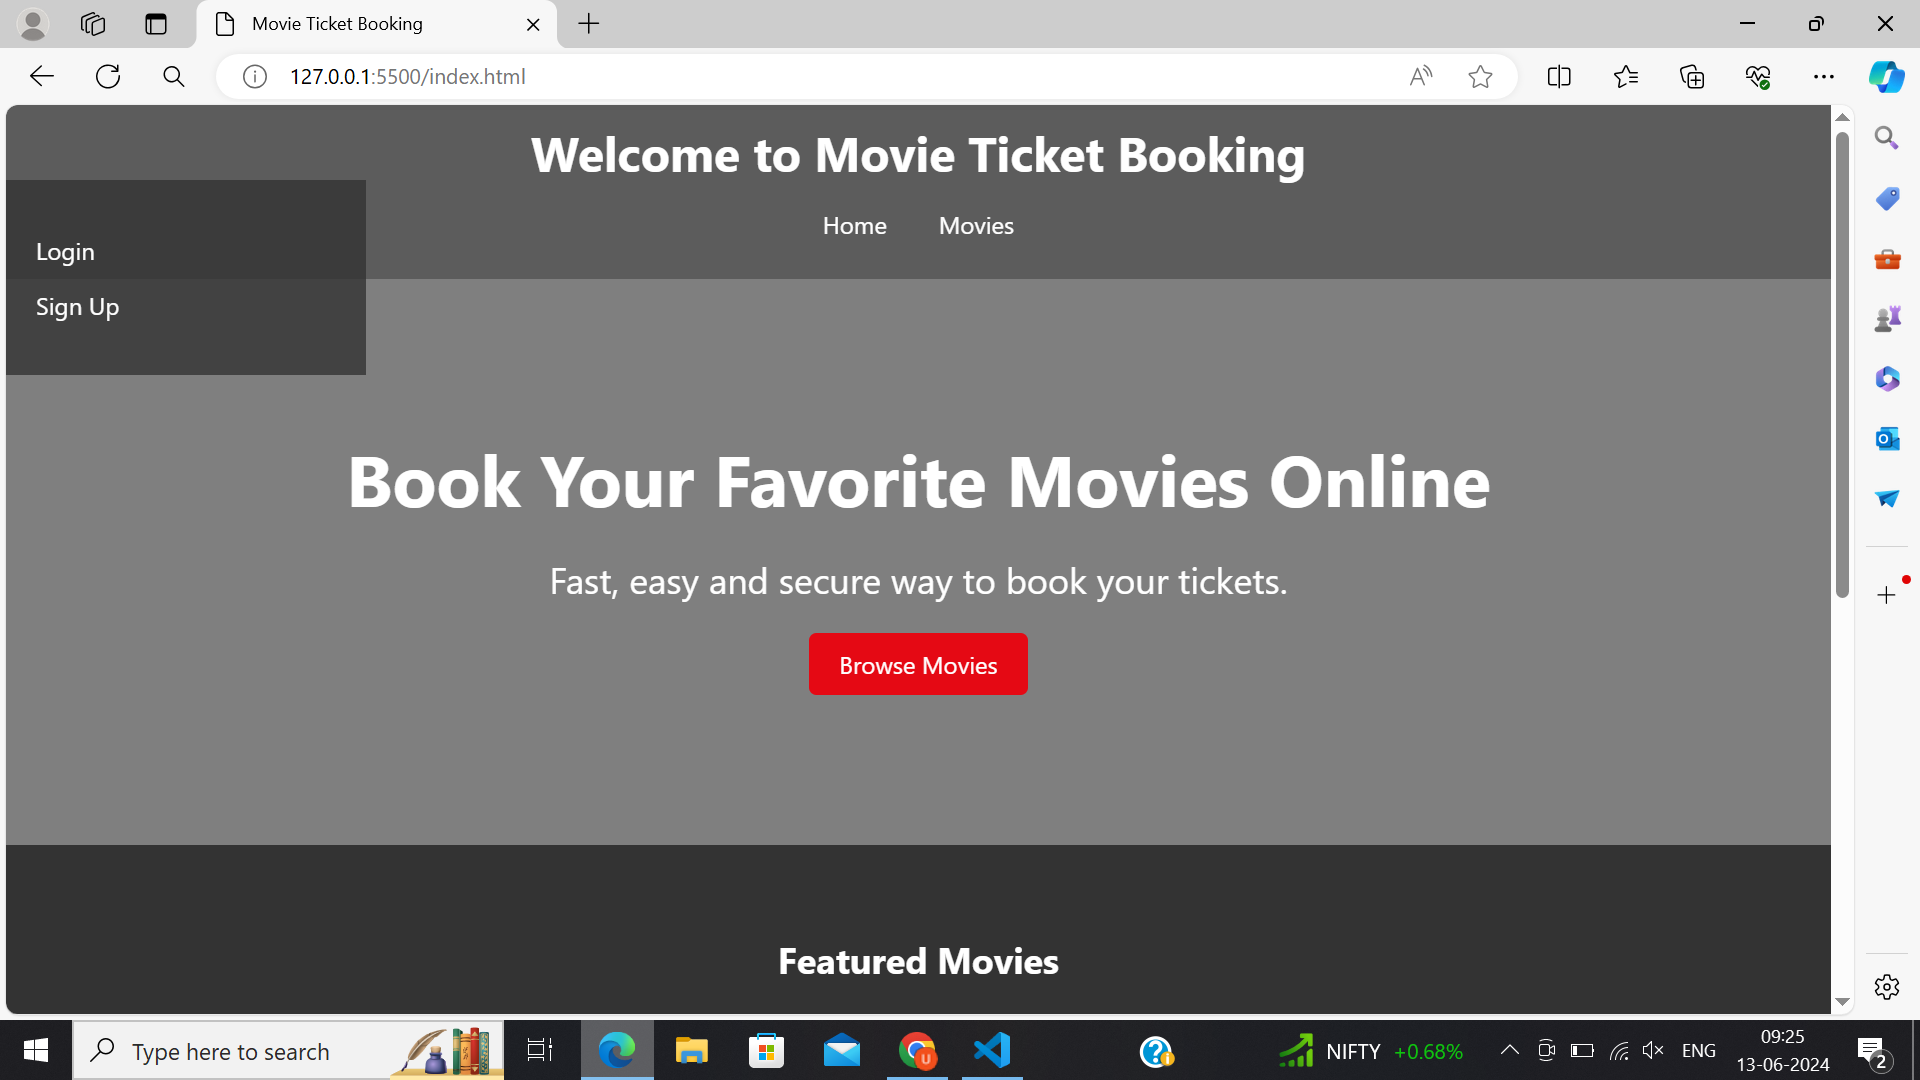 Movie Ticket Booking
127.0.0.1:5500/index.html
Welcome to Movie Ticket Booking
Home Movies
Login
Sign Up
Book Your Favorite Movies Online
Fast, easy and secure way to book your tickets.
Browse Movies
Featured Movies
Type here to search
NIFTY +0.68%
ENG
09:25
13-06-2024
2